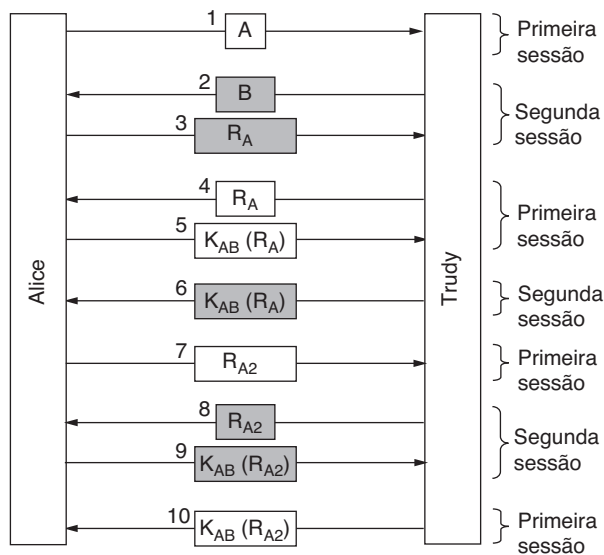 1
A
Primeira
sessão
2
B
Segunda
sessão
3
R_A
4
R_A
Primeira
sessão
5
K_AB (R_A)
6
K_AB (R_A)
Segunda
sessão
7
R_A2
Primeira
sessão
8
R_A2
Segunda
sessão
9
K_AB (R_A2)
10
K_AB (R_A2)
Primeira
sessão
Alice
Trudy